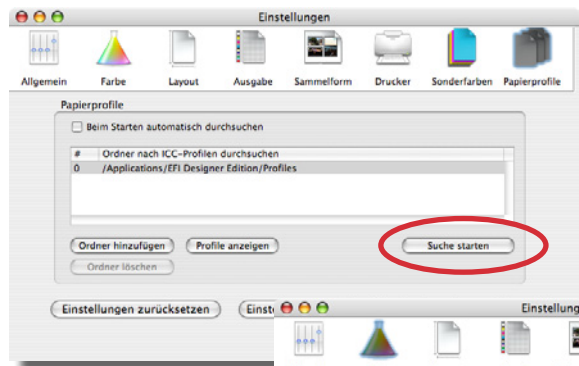 Einstellungen
Allgemein Farbe Layout Ausgabe Sammelform Drucker Sonderfarben Papierprofile
Papierprofile
Beim Starten automatisch durchsuchen
# Ordner nach ICC-Profilen durchsuchen
0 /Applications/EFI Designer Edition/Profiles
Ordner hinzufügen Profile anzeigen Suche starten
Ordner löschen
Einstellungen zurücksetzen Einst
Einstellung